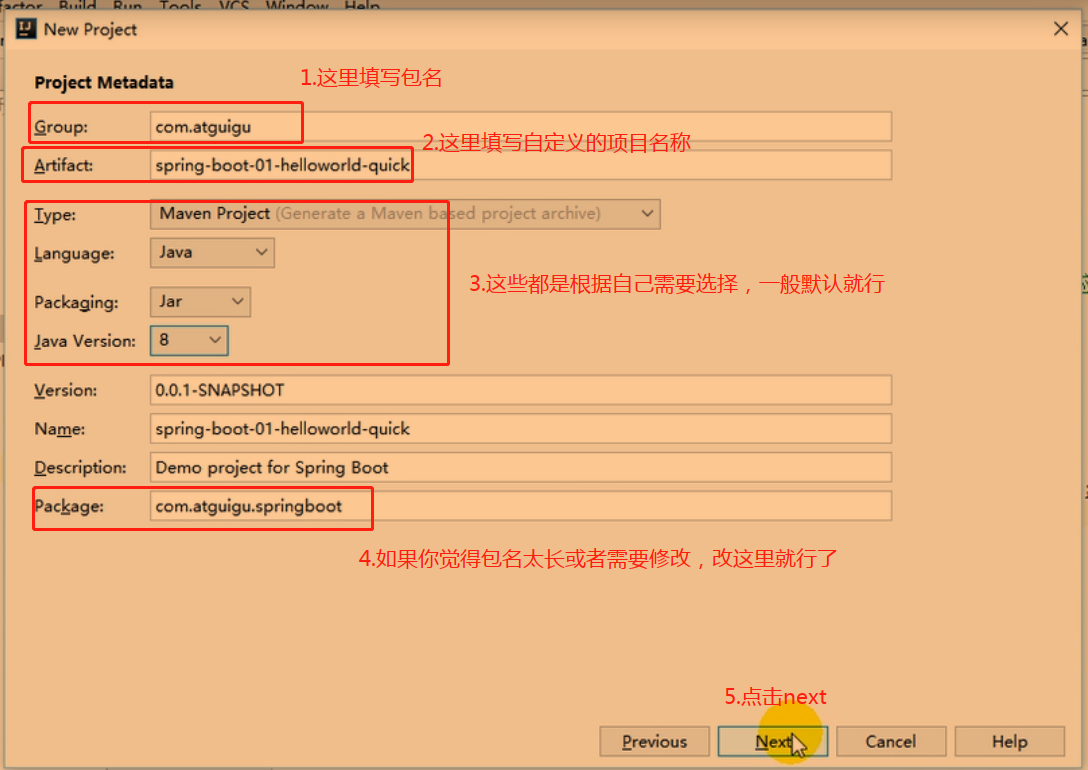 Build Run Tools VCS Window Help
New Project
Project Metadata
1.这里填写包名
Group: com.atguigu
2.这里填写自定义的项目名称
Artifact: spring-boot-01-helloworld-quick
Type: Maven Project (Generate a Maven based project archive)
Language: Java
3.这些都是根据自己需要选择，一般默认就行
Packaging: Jar
Java Version: 8
Version: 0.0.1-SNAPSHOT
Name: spring-boot-01-helloworld-quick
Description: Demo project for Spring Boot
Package: com.atguigu.springboot
4.如果你觉得包名太长或者需要修改，改这里就行了
5.点击next
Previous Next Cancel Help